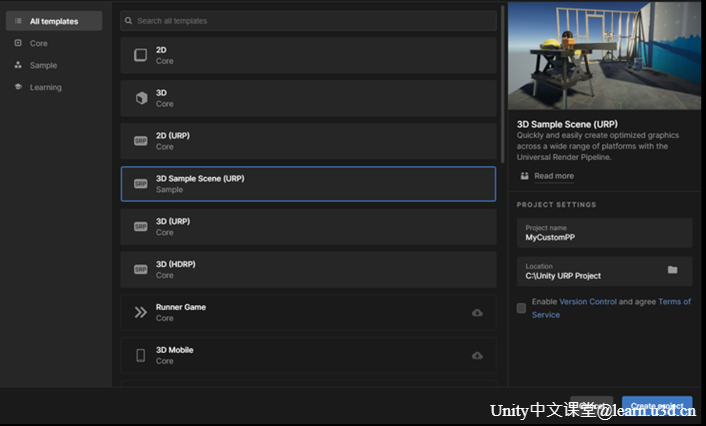 All templates
Core
Sample
Learning
Search all templates
2D
Core
3D
Core
SRP
2D (URP)
Core
SRP
3D Sample Scene (URP)
Sample
SRP
3D (URP)
Core
SRP
3D (HDRP)
Core
Runner Game
Core
3D Mobile
Core
3D Sample Scene (URP)
Quickly and easily create optimized graphics
across a wide range of platforms with the
Universal Render Pipeline.
Read more
PROJECT SETTINGS
Project name
MyCustomPP
Location
C:\Unity URP Project
Enable Version Control and agree Terms of
Service
Create project
Unity中文课堂@learn.u3d.cn